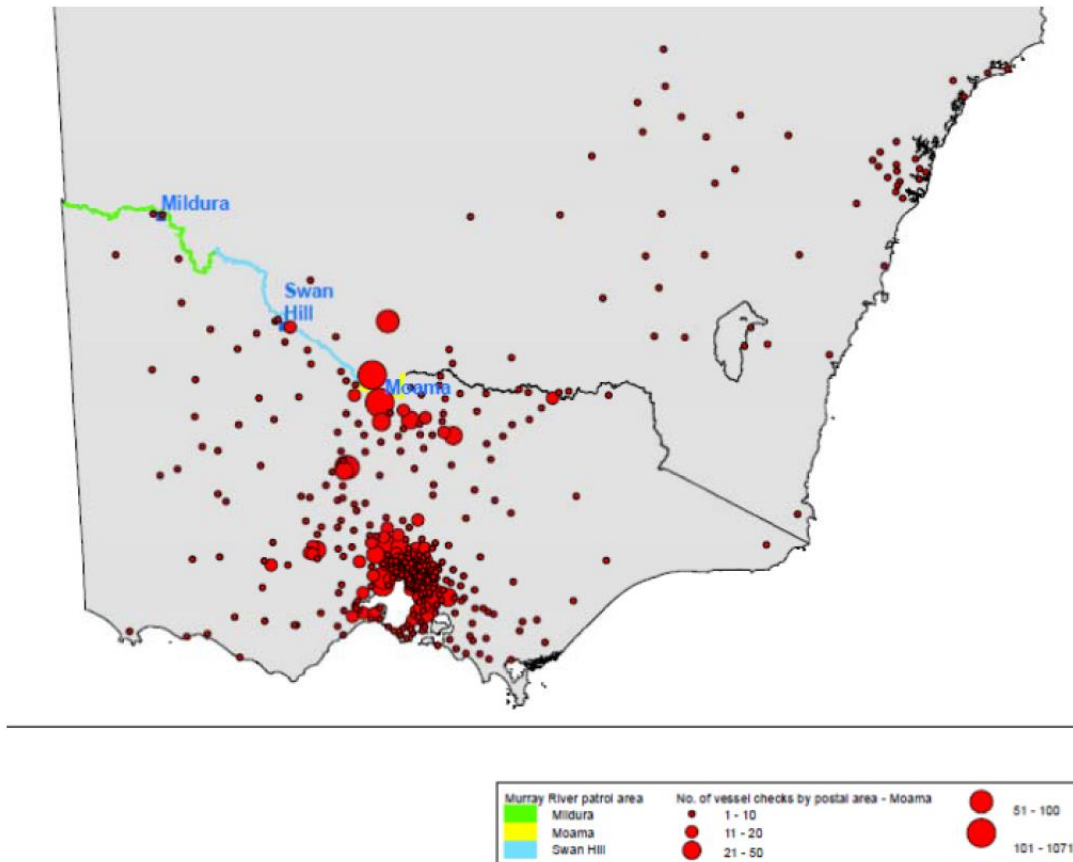 Mildura
Swan
Hill
Moama
Murray River patrol area
Mildura
Moama
Swan Hill
No. of vessel checks by postal area - Moama
1 - 10
11 - 20
21 - 50
51 - 100
101 - 1071